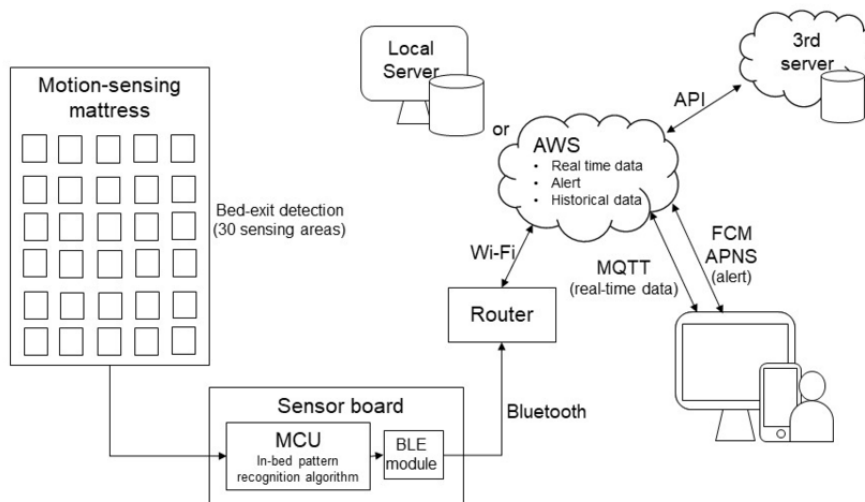 Motion-sensing
mattress
Bed-exit detection
(30 sensing areas)
Local
Server
or
3rd
server
API
AWS
• Real time data
• Alert
• Historical data
Wi-Fi
MQTT
(real-time data)
FCM
APNS
(alert)
Router
Bluetooth
Sensor board
MCU
In-bed pattern
recognition algorithm
BLE
module